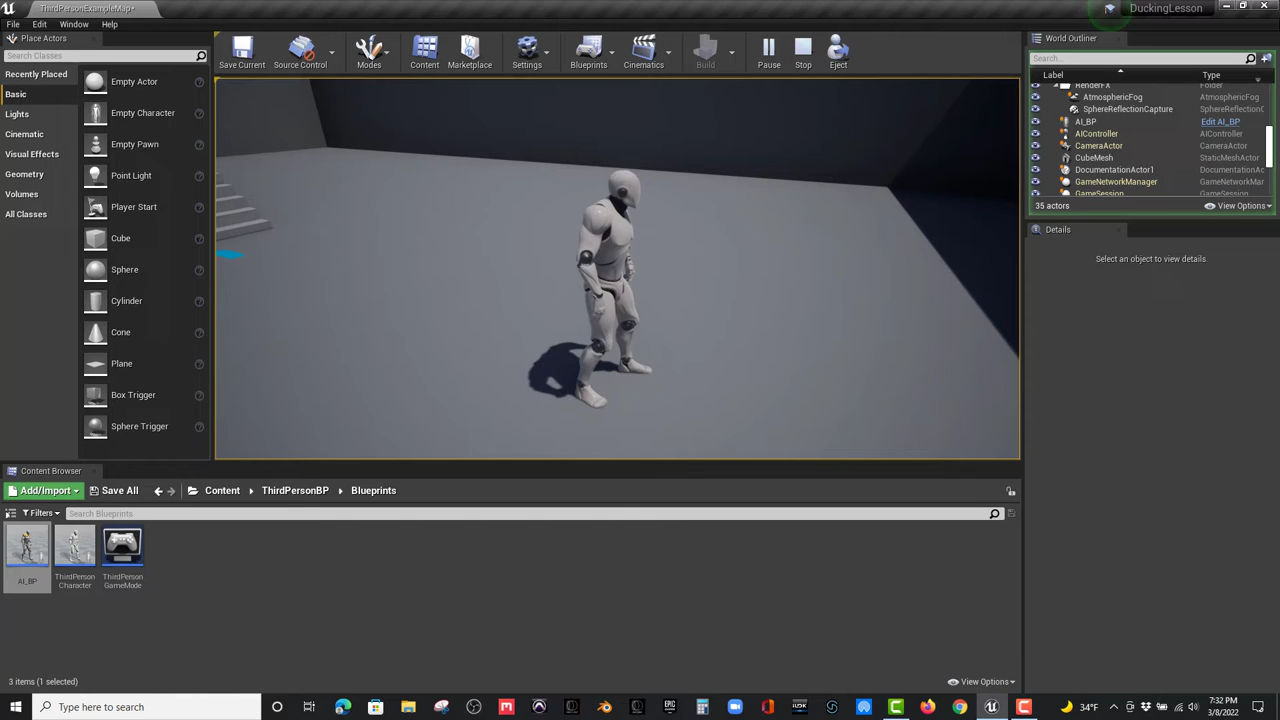 ThirdPersonExampleMap*
DuckingLesson
File Edit Window Help
Place Actors
Search Classes
Recently Played
Basic
Lights
Cinematic
Visual Effects
Geometry
Volumes
All Classes
Empty Actor
Empty Character
Empty Pawn
Point Light
Player Start
Cube
Sphere
Cylinder
Cone
Plane
Box Trigger
Sphere Trigger
Save Current
Source Control
Modes
Content
Marketplace
Settings
Blueprints
Cinematics
Build
Pause
Stop
Eject
World Outliner
Search...
Label Type
RenderFX Folder
AtmosphericFog AtmosphericFog
SphereReflectionCapture SphereReflectionC
AI_BP Edit AI_BP
AIController AIController
CameraActor CameraActor
CubeMesh StaticMeshActor
DocumentationActor1 DocumentationAc
GameNetworkManager GameNetworkMar
GameSession GameSession
35 actors View Options
Details
Select an object to view details.
Content Browser
Add/Import Save All Content ThirdPersonBP Blueprints
Filters Search Blueprints
AI_BP
ThirdPerson
Character
ThirdPerson
GameMode
3 items (1 selected) View Options
Type here to search
34°F
7:32 PM
3/8/2022